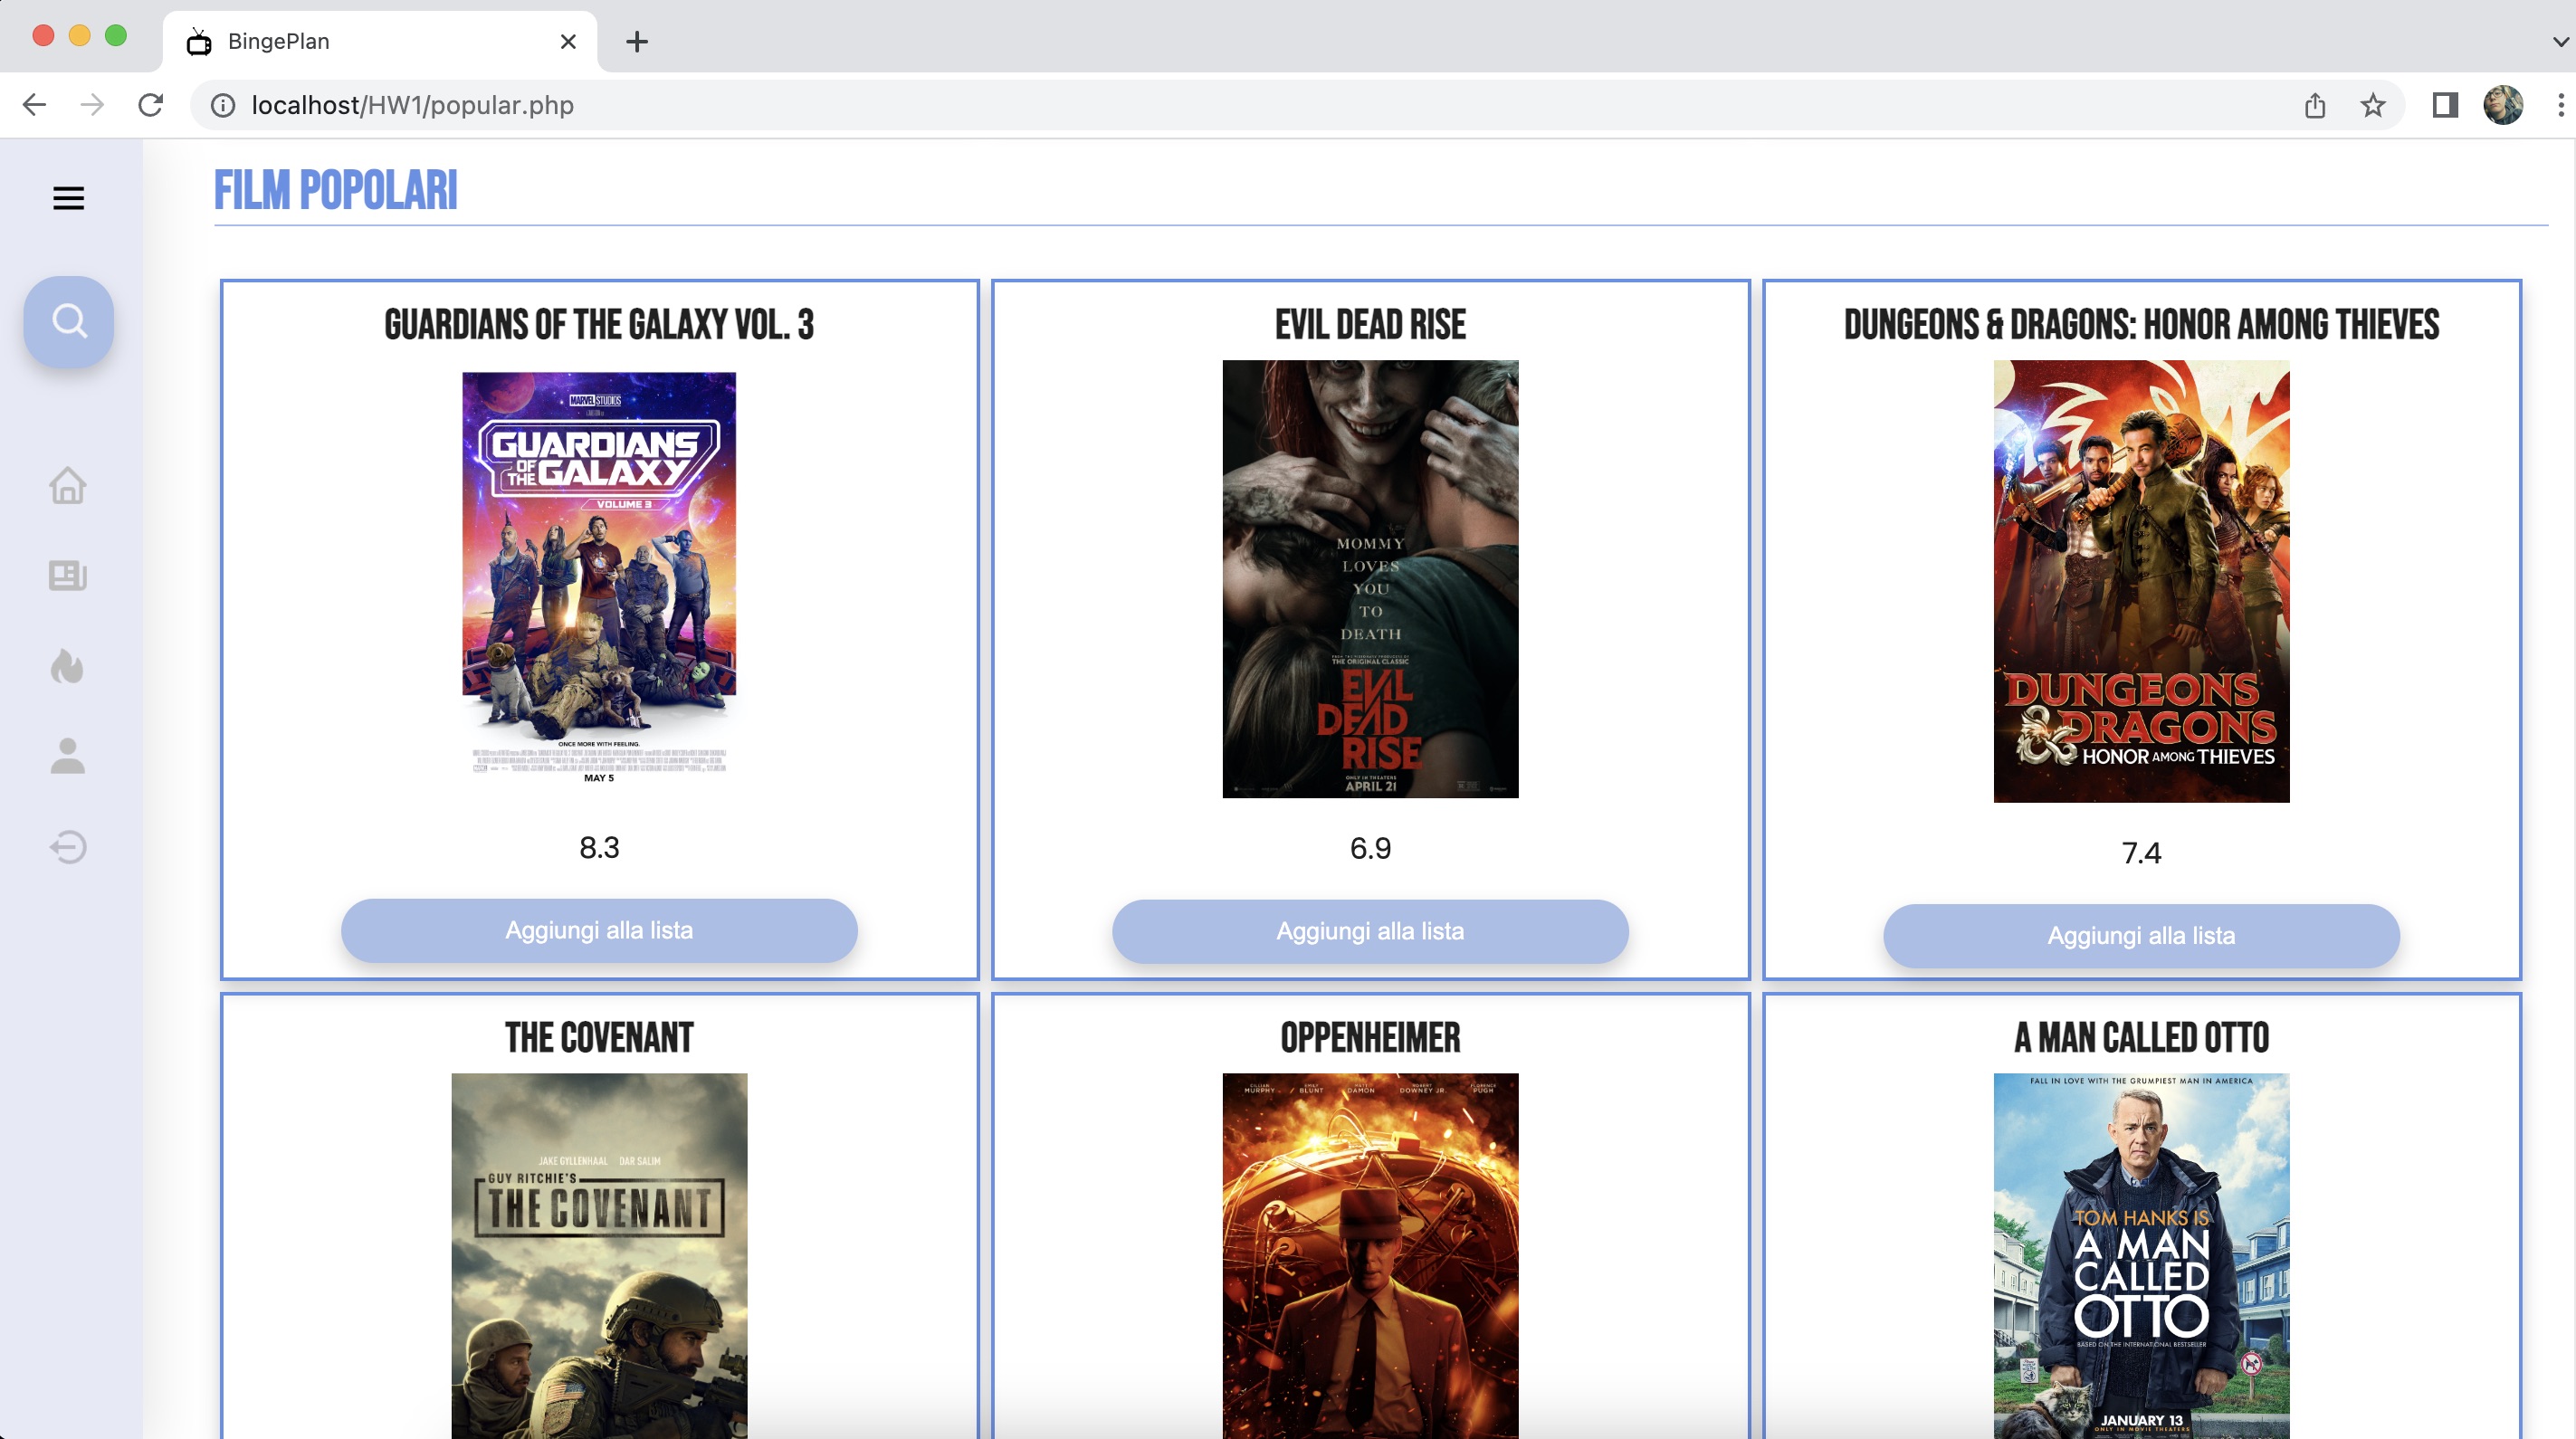 BingePlan
localhost/HW1/popular.php
FILM POPOLARI
GUARDIANS OF THE GALAXY VOL. 3
MARVEL STUDIOS
GUARDIANS
OF THE GALAXY
VOLUME 3
ONCE MORE WITH FEELING.
MAY 5
8.3
Aggiungi alla lista
EVIL DEAD RISE
MOMMY
LOVES
YOU
TO
DEATH
THE ORIGINAL CLASSIC
EVIL
DEAD
RISE
ONLY IN THEATERS
APRIL 21
6.9
Aggiungi alla lista
DUNGEONS & DRAGONS: HONOR AMONG THIEVES
DUNGEONS
& DRAGONS
HONOR AMONG THIEVES
7.4
Aggiungi alla lista
THE COVENANT
JAKE GYLLENHAAL DAR SALIM
GUY RITCHIE'S
THE COVENANT
OPPENHEIMER
CILLIAN MURPHY / EMILY BLUNT MATT DAMON ROBERT DOWNEY JR. FLORENCE PUGH
A MAN CALLED OTTO
FALL IN LOVE WITH THE GRUMPIEST MAN IN AMERICA
TOM HANKS IS
A MAN
CALLED
OTTO
BASED ON THE INTERNATIONAL BESTSELLER
JANUARY 13
ONLY IN MOVIE THEATERS